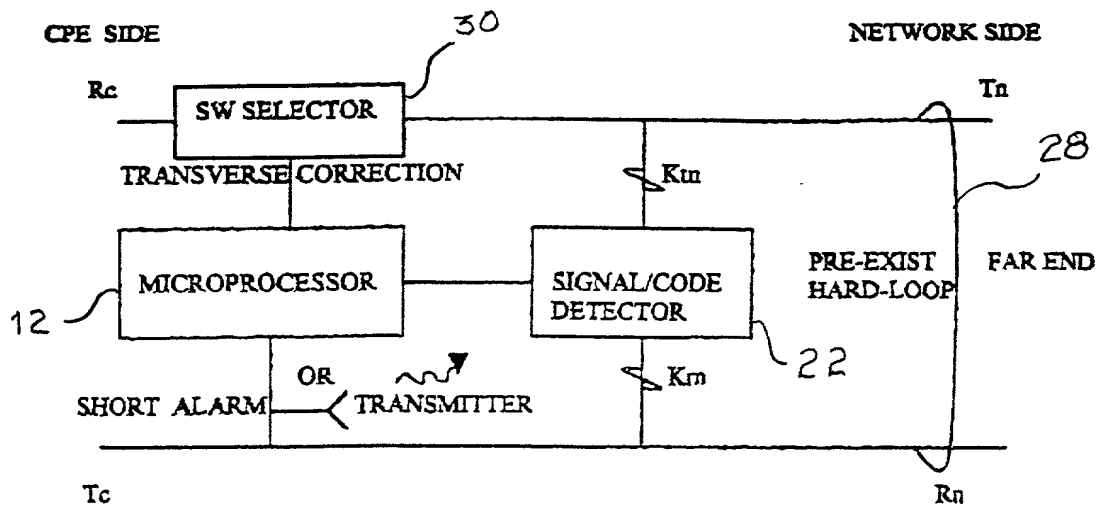 CPE SIDE
30
NETWORK SIDE
Rc
SW SELECTOR
Tn
28
TRANSVERSE CORRECTION
Ktn
MICROPROCESSOR
SIGNAL/CODE
DETECTOR
PRE-EXIST
HARD-LOOP
FAR END
12
22
OR
Krn
SHORT ALARM
TRANSMITTER
Tc
Rn